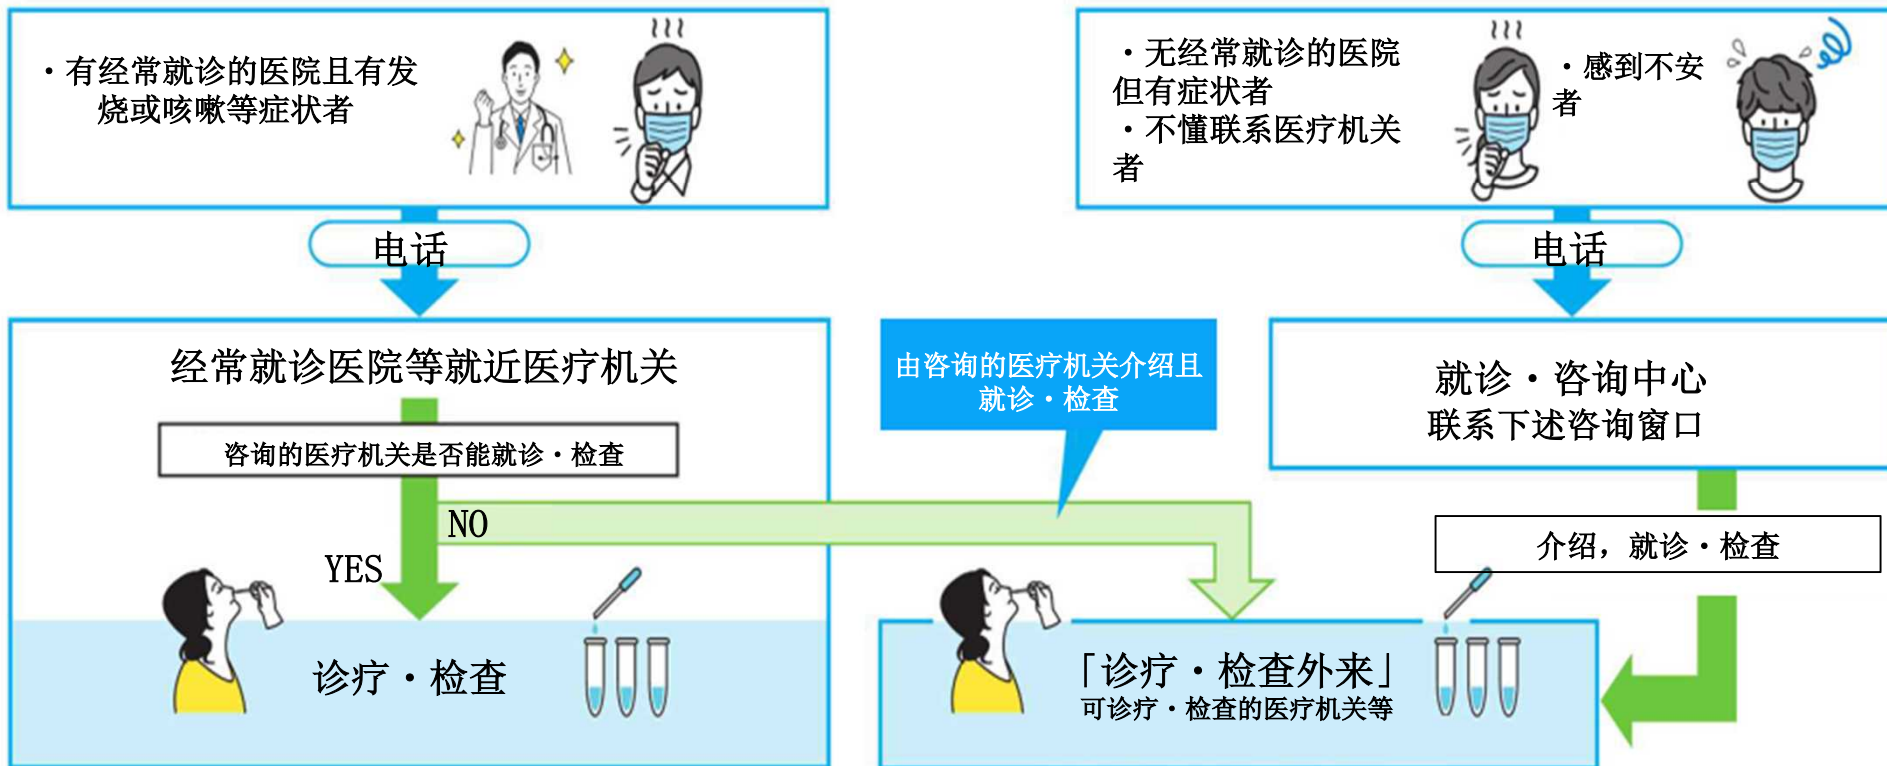 ・有经常就诊的医院且有发
烧或咳嗽等症状者
・无经常就诊的医院
但有症状者
・不懂联系医疗机关
者
・感到不安
者
电话
电话
经常就诊医院等就近医疗机关
咨询的医疗机关是否能就诊・检查
由咨询的医疗机关介绍且
就诊・检查
就诊・咨询中心
联系下述咨询窗口
NO
YES
介绍，就诊・检查
诊疗・检查
「诊疗・检查外来」
可诊疗・检查的医疗机关等